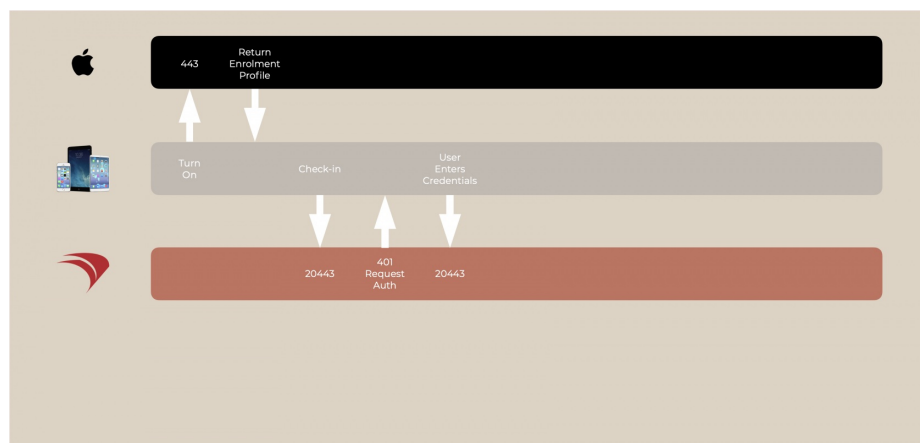 443
Return
Enrolment
Profile
Turn
On
Check-in
User
Enters
Credentials
20443
401
Request
Auth
20443